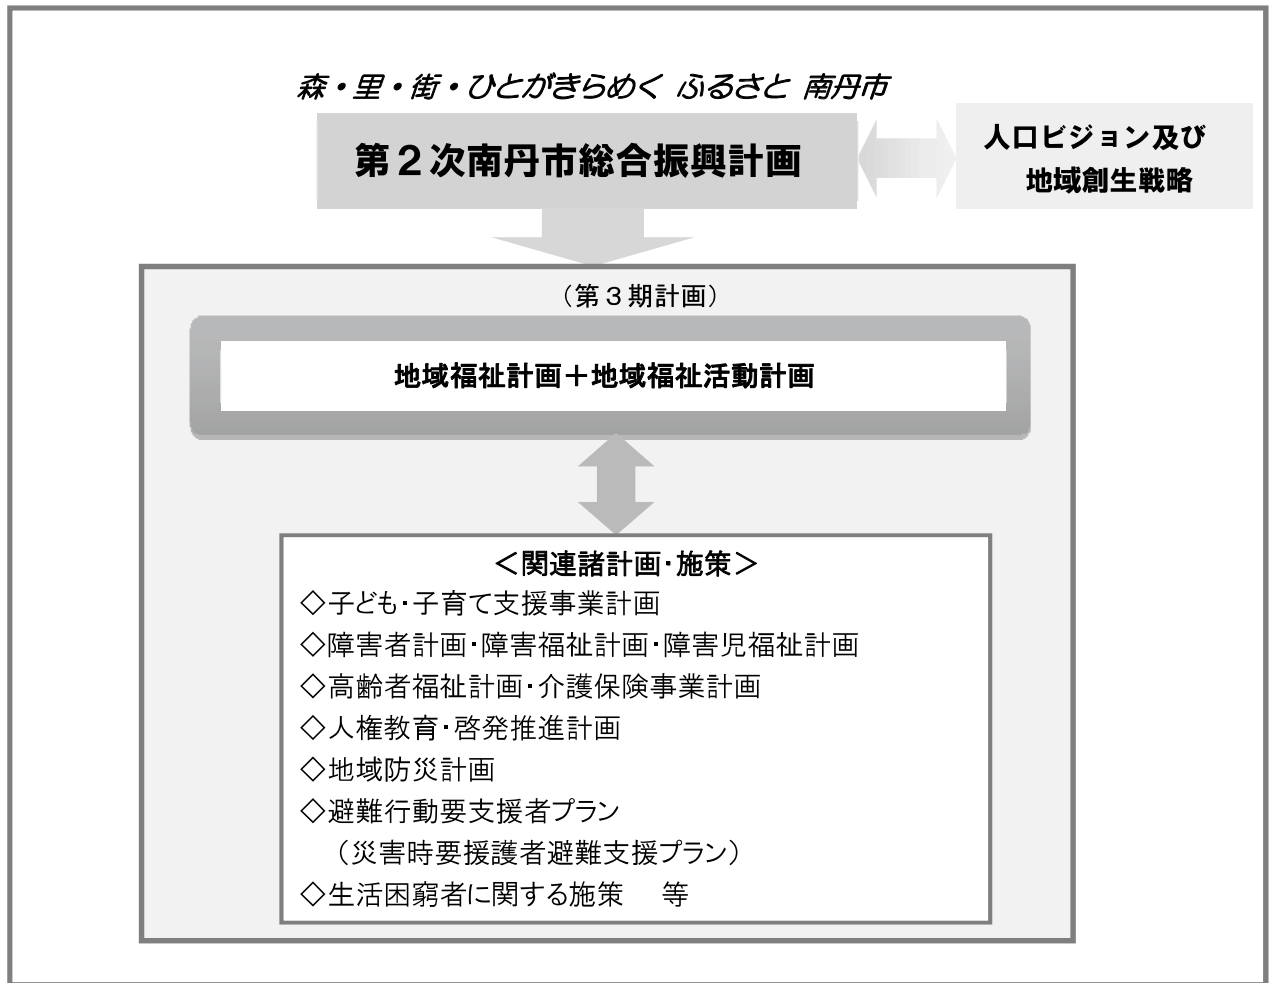 森・里・街・ひとがきらめく ふるさと 南丹市
第２次南丹市総合振興計画
人口ビジョン及び
地域創生戦略
（第３期計画）
地域福祉計画＋地域福祉活動計画
＜関連諸計画・施策＞
◇子ども・子育て支援事業計画
◇障害者計画・障害福祉計画・障害児福祉計画
◇高齢者福祉計画・介護保険事業計画
◇人権教育・啓発推進計画
◇地域防災計画
◇避難行動要支援者プラン
（災害時要援護者避難支援プラン）
◇生活困窮者に関する施策　等